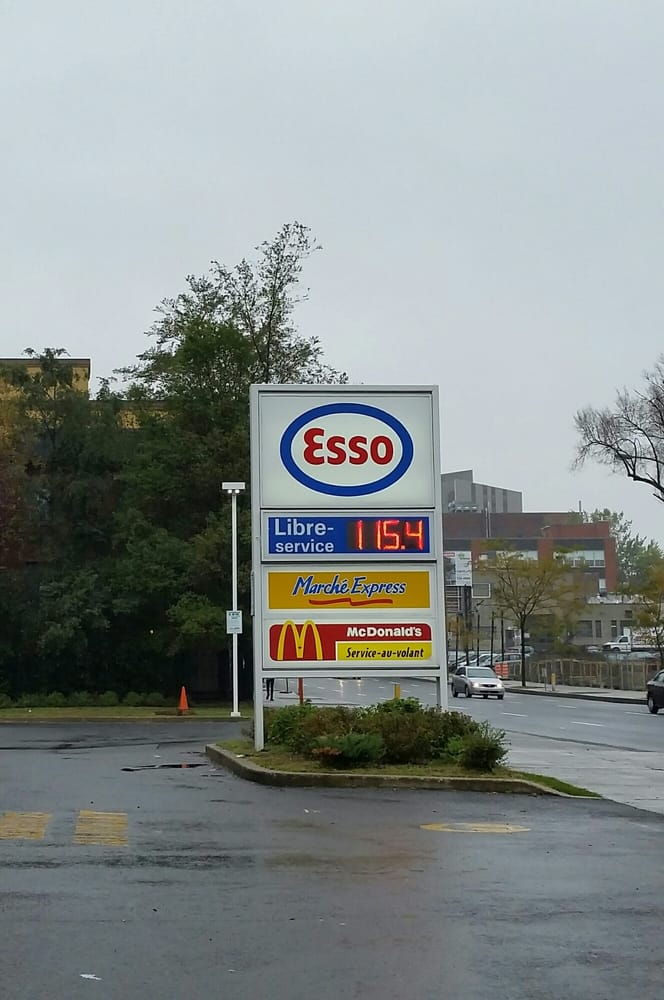 Esso
Libre-
service
115.4
Marché Express
McDonald's
Service-au-volant